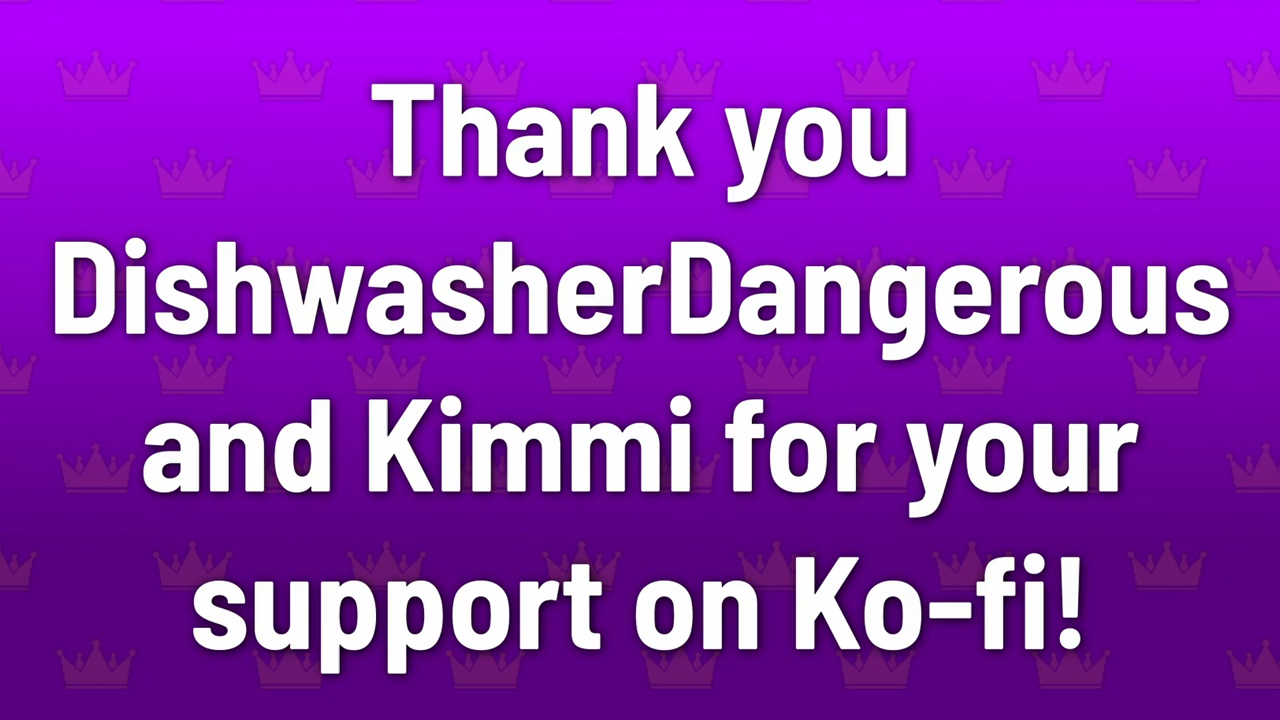 Thank you
DishwasherDangerous
and Kimmi for your
support on Ko-fi!